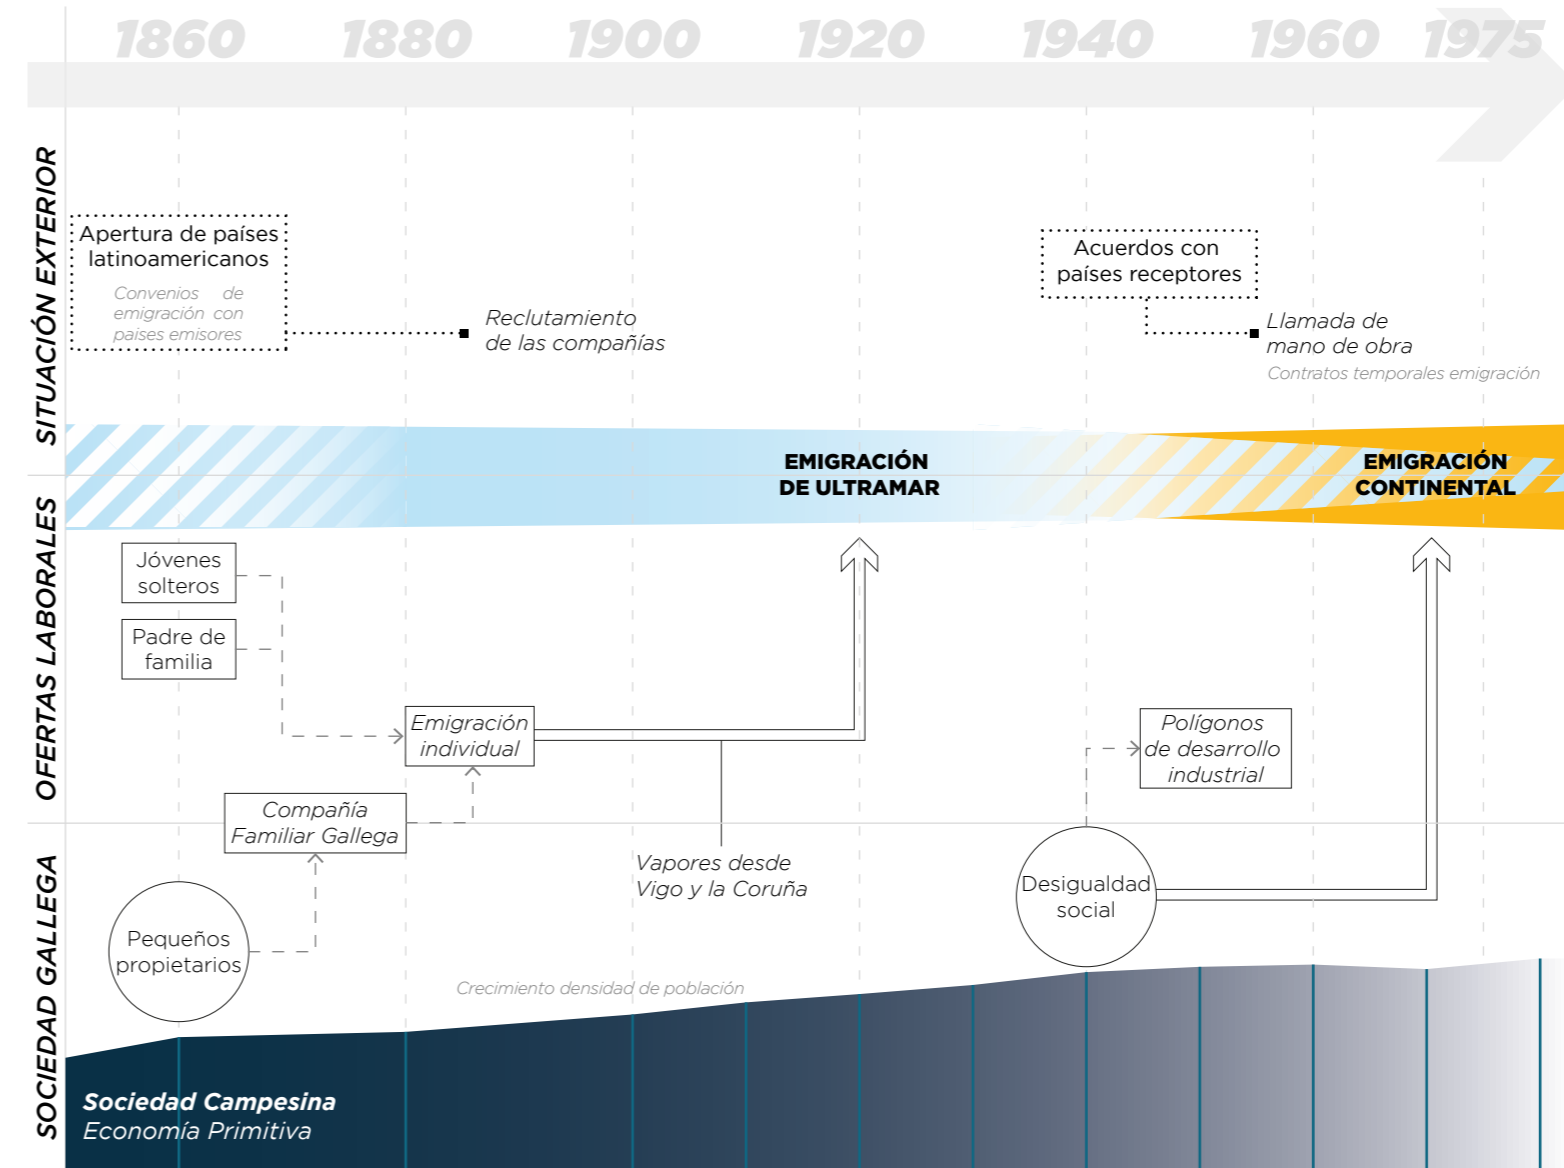 1860 1880 1900 1920 1940 1960 1975
SITUACIÓN EXTERIOR
Apertura de países
latinoamericanos
Convenios de
emigración con
paises emisores
Reclutamiento
de las compañías
Acuerdos con
países receptores
Llamada de
mano de obra
Contratos temporales emigración
EMIGRACIÓN
DE ULTRAMAR
EMIGRACIÓN
CONTINENTAL
OFERTAS LABORALES
Jóvenes
solteros
Padre de
familia
Emigración
individual
Polígonos
de desarrollo
industrial
Compañía
Familiar Gallega
Vapores desde
Vigo y la Coruña
SOCIEDAD GALLEGA
Pequeños
propietarios
Desigualdad
social
Crecimiento densidad de población
Sociedad Campesina
Economía Primitiva